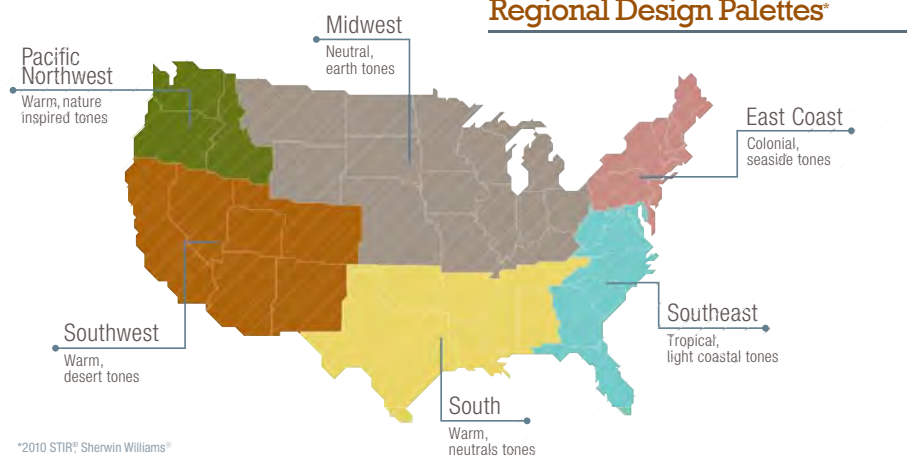 Regional Design Palettes*
Midwest
Neutral,
earth tones
Pacific
Northwest
Warm, nature
inspired tones
East Coast
Colonial,
seaside tones
Southwest
Warm,
desert tones
Southeast
Tropical,
light coastal tones
South
Warm,
neutrals tones
*2010 STIR®, Sherwin Williams®